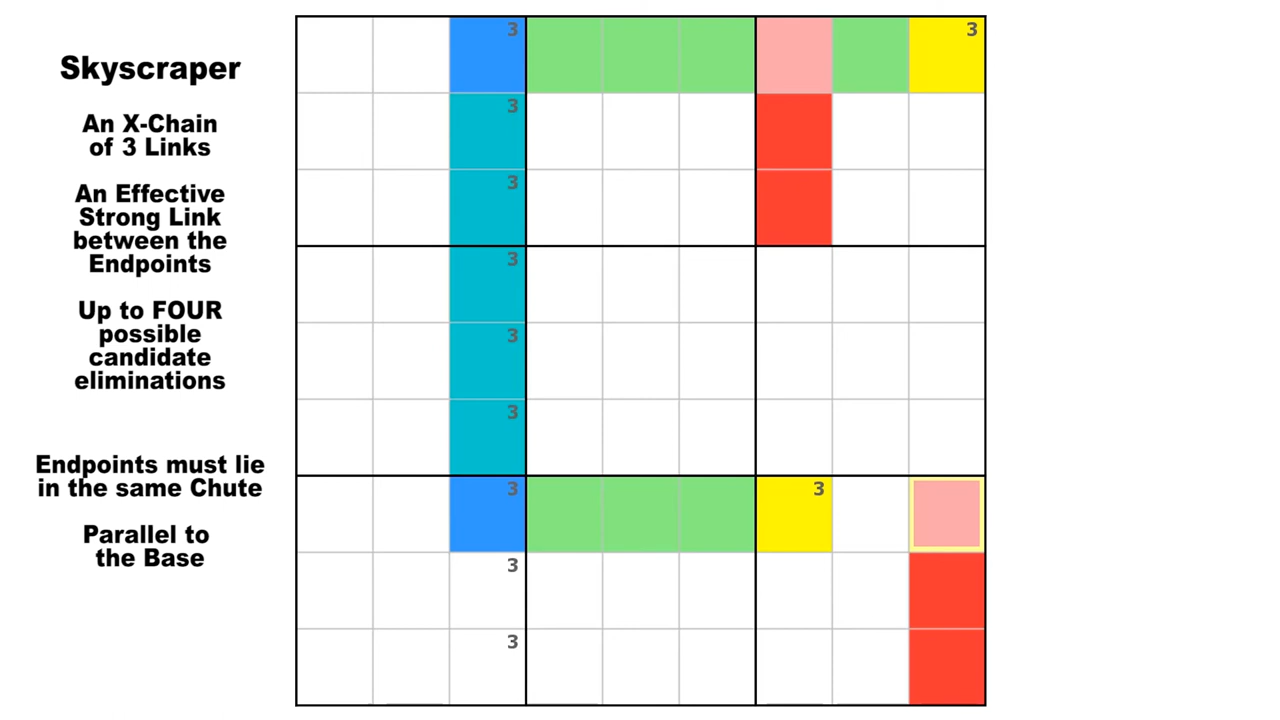 Skyscraper
An X-Chain
of 3 Links
An Effective
Strong Link
between the
Endpoints
Up to FOUR
possible
candidate
eliminations
Endpoints must lie
in the same Chute
Parallel to
the Base
3 3
3
3
3
3
3
3 3
3
3